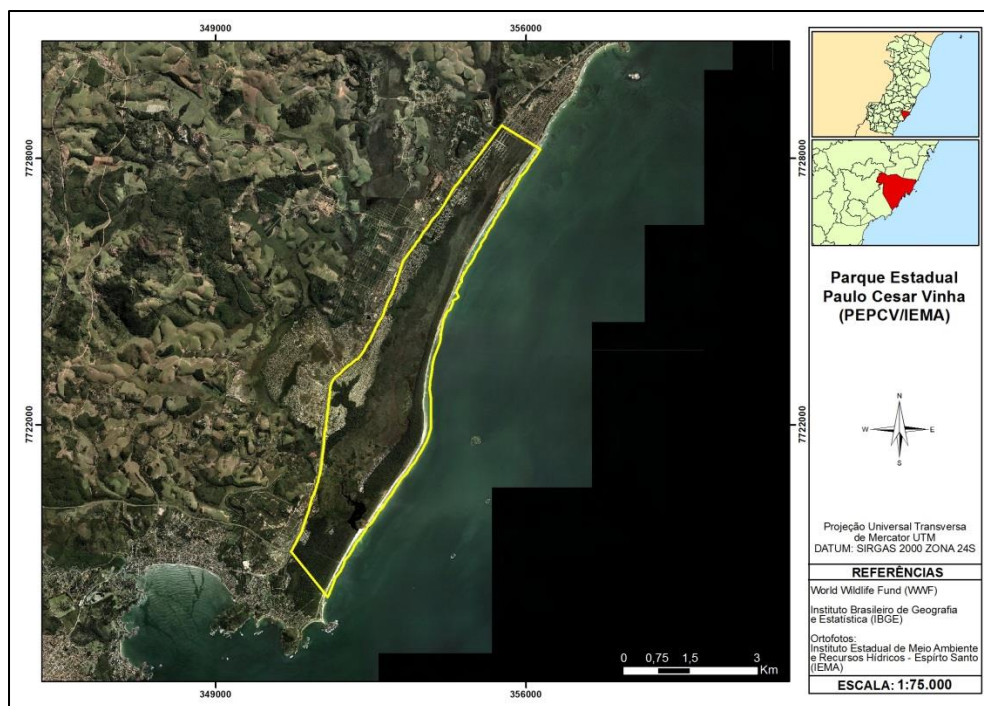 349000
356000
7728000
7728000
7722000
7722000
0 0,75 1,5 3
Km
349000
356000
Parque Estadual
Paulo Cesar Vinha
(PEPCV/IEMA)
N
W
E
S
Projeção Universal Transversa
de Mercator UTM
DATUM: SIRGAS 2000 ZONA 24S
REFERÊNCIAS
World Wildlife Fund (WWF)
Instituto Brasileiro de Geografia
e Estatística (IBGE)
Ortofotos:
Instituto Estadual de Meio Ambiente
e Recursos Hídricos - Espírto Santo
(IEMA)
ESCALA: 1:75.000